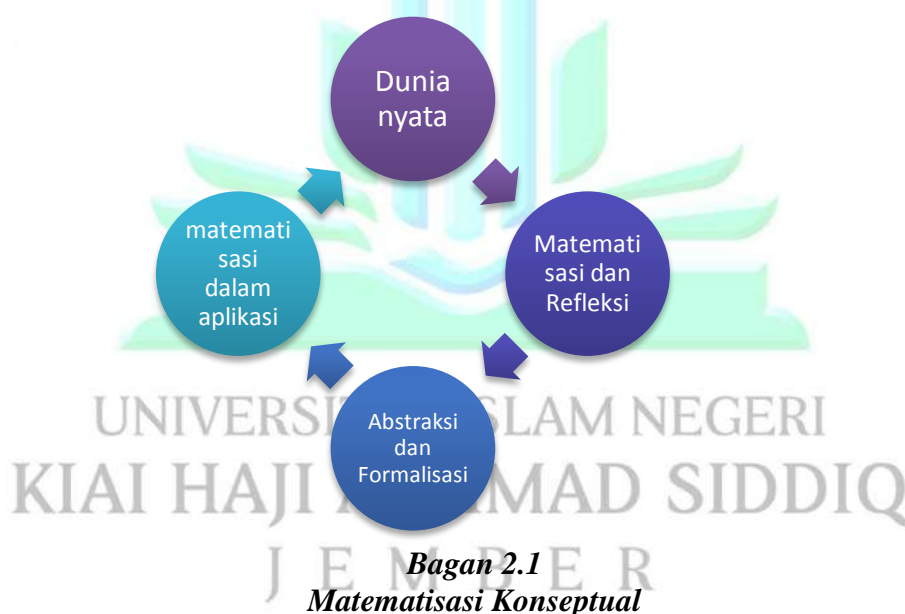 Dunia
nyata
matemati
sasi
dalam
aplikasi
Matemati
sasi dan
Refleksi
Abstraksi
dan
Formalisasi
UNIVERSI SLAM NEGERI
KIAI HAJI MAD SIDDIQ
JEMBER
Bagan 2.1
Matematisasi Konseptual